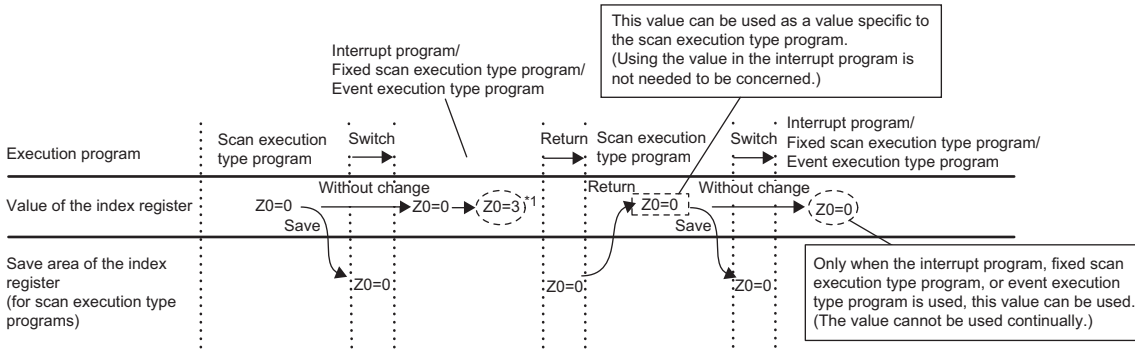 This value can be used as a value specific to
the scan execution type program.
(Using the value in the interrupt program is
not needed to be concerned.)
Interrupt program/
Fixed scan execution type program/
Event execution type program
Execution program
Scan execution
type program
Switch
Return
Scan execution
type program
Switch
Interrupt program/
Fixed scan execution type program/
Event execution type program
Value of the index register
Z0=0
Without change
Z0=0
Z0=3
*1
Return
Z0=0
Without change
Z0=0
Save
Save
Save area of the index
register
(for scan execution type
programs)
Z0=0
Z0=0
Z0=0
Only when the interrupt program, fixed scan
execution type program, or event execution
type program is used, this value can be used.
(The value cannot be used continually.)